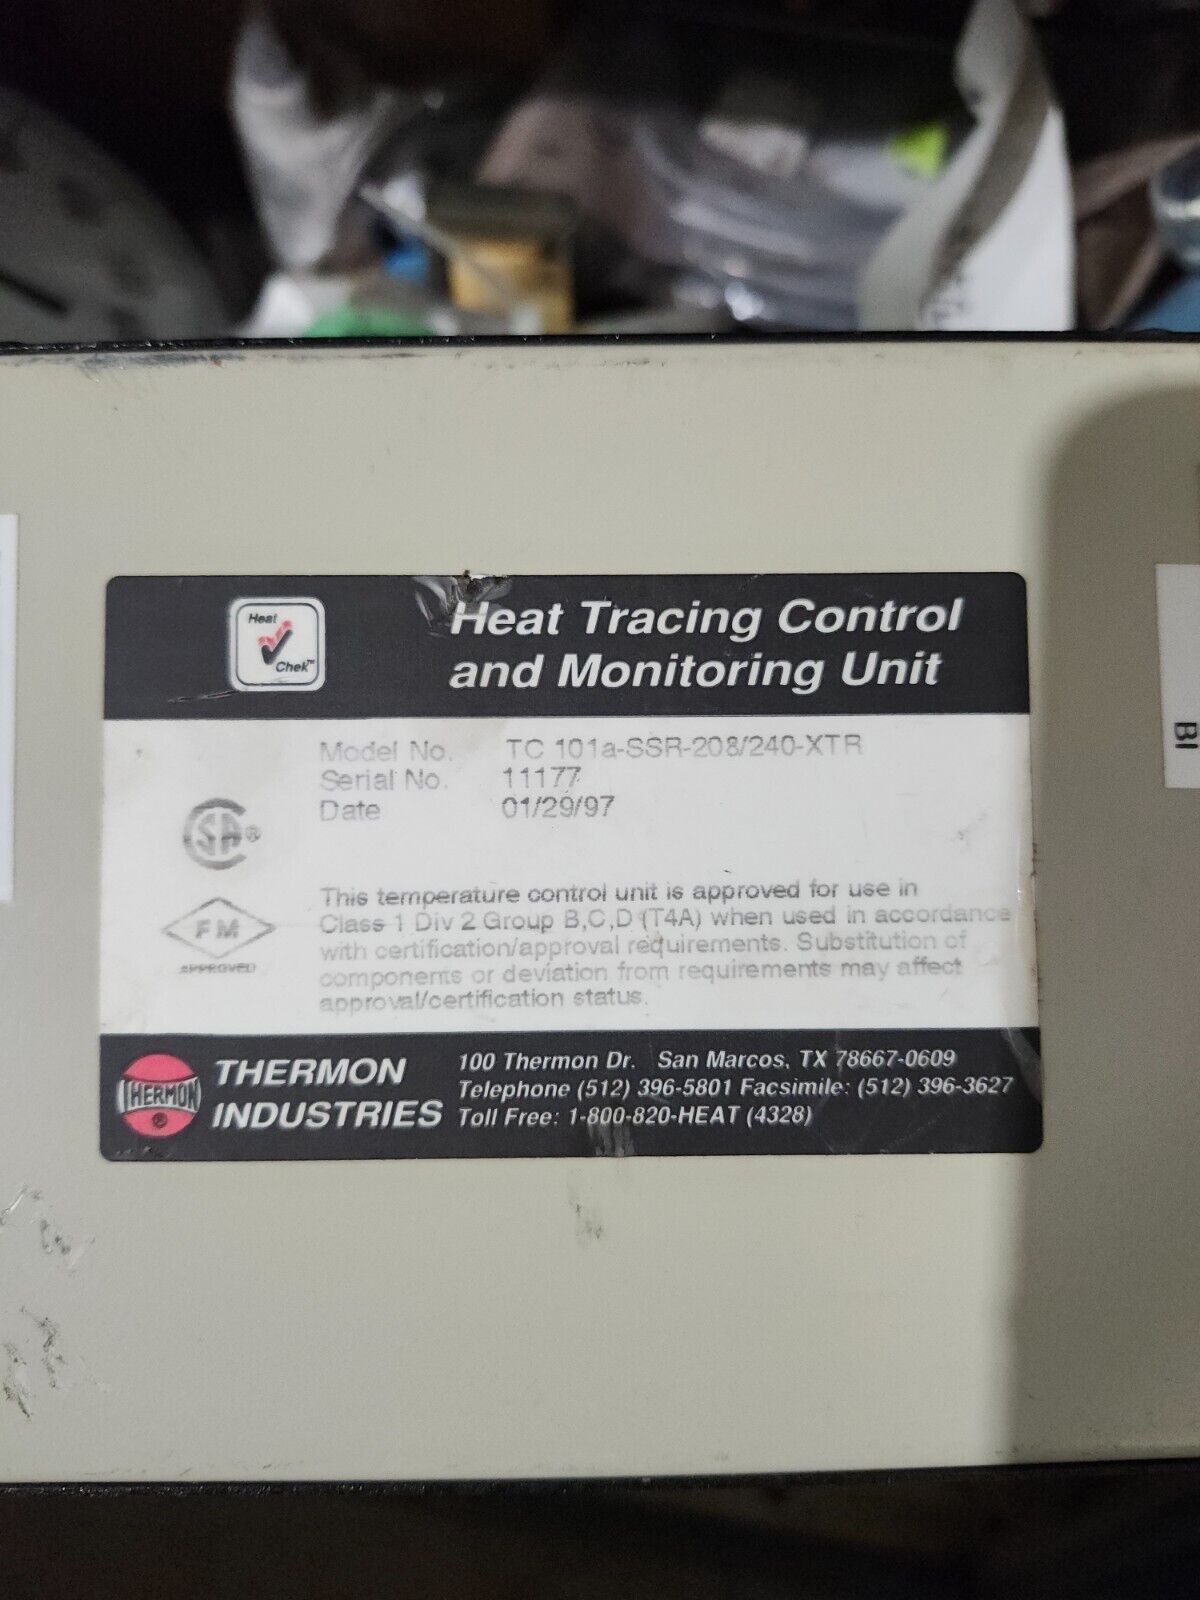 Heat
Chek™
Heat Tracing Control
and Monitoring Unit
Model No. TC 101a-SSR-208/240-XTR
Serial No. 11177
Date 01/29/97
SA®
FM
APPROVED
This temperature control unit is approved for use in
Class 1 Div 2 Group B,C,D (T4A) when used in accordance
with certification/approval requirements. Substitution of
components or deviation from requirements may affect
approval/certification status.
THERMON
®
THERMON
INDUSTRIES
100 Thermon Dr. San Marcos, TX 78667-0609
Telephone (512) 396-5801 Facsimile: (512) 396-3627
Toll Free: 1-800-820-HEAT (4328)
BI